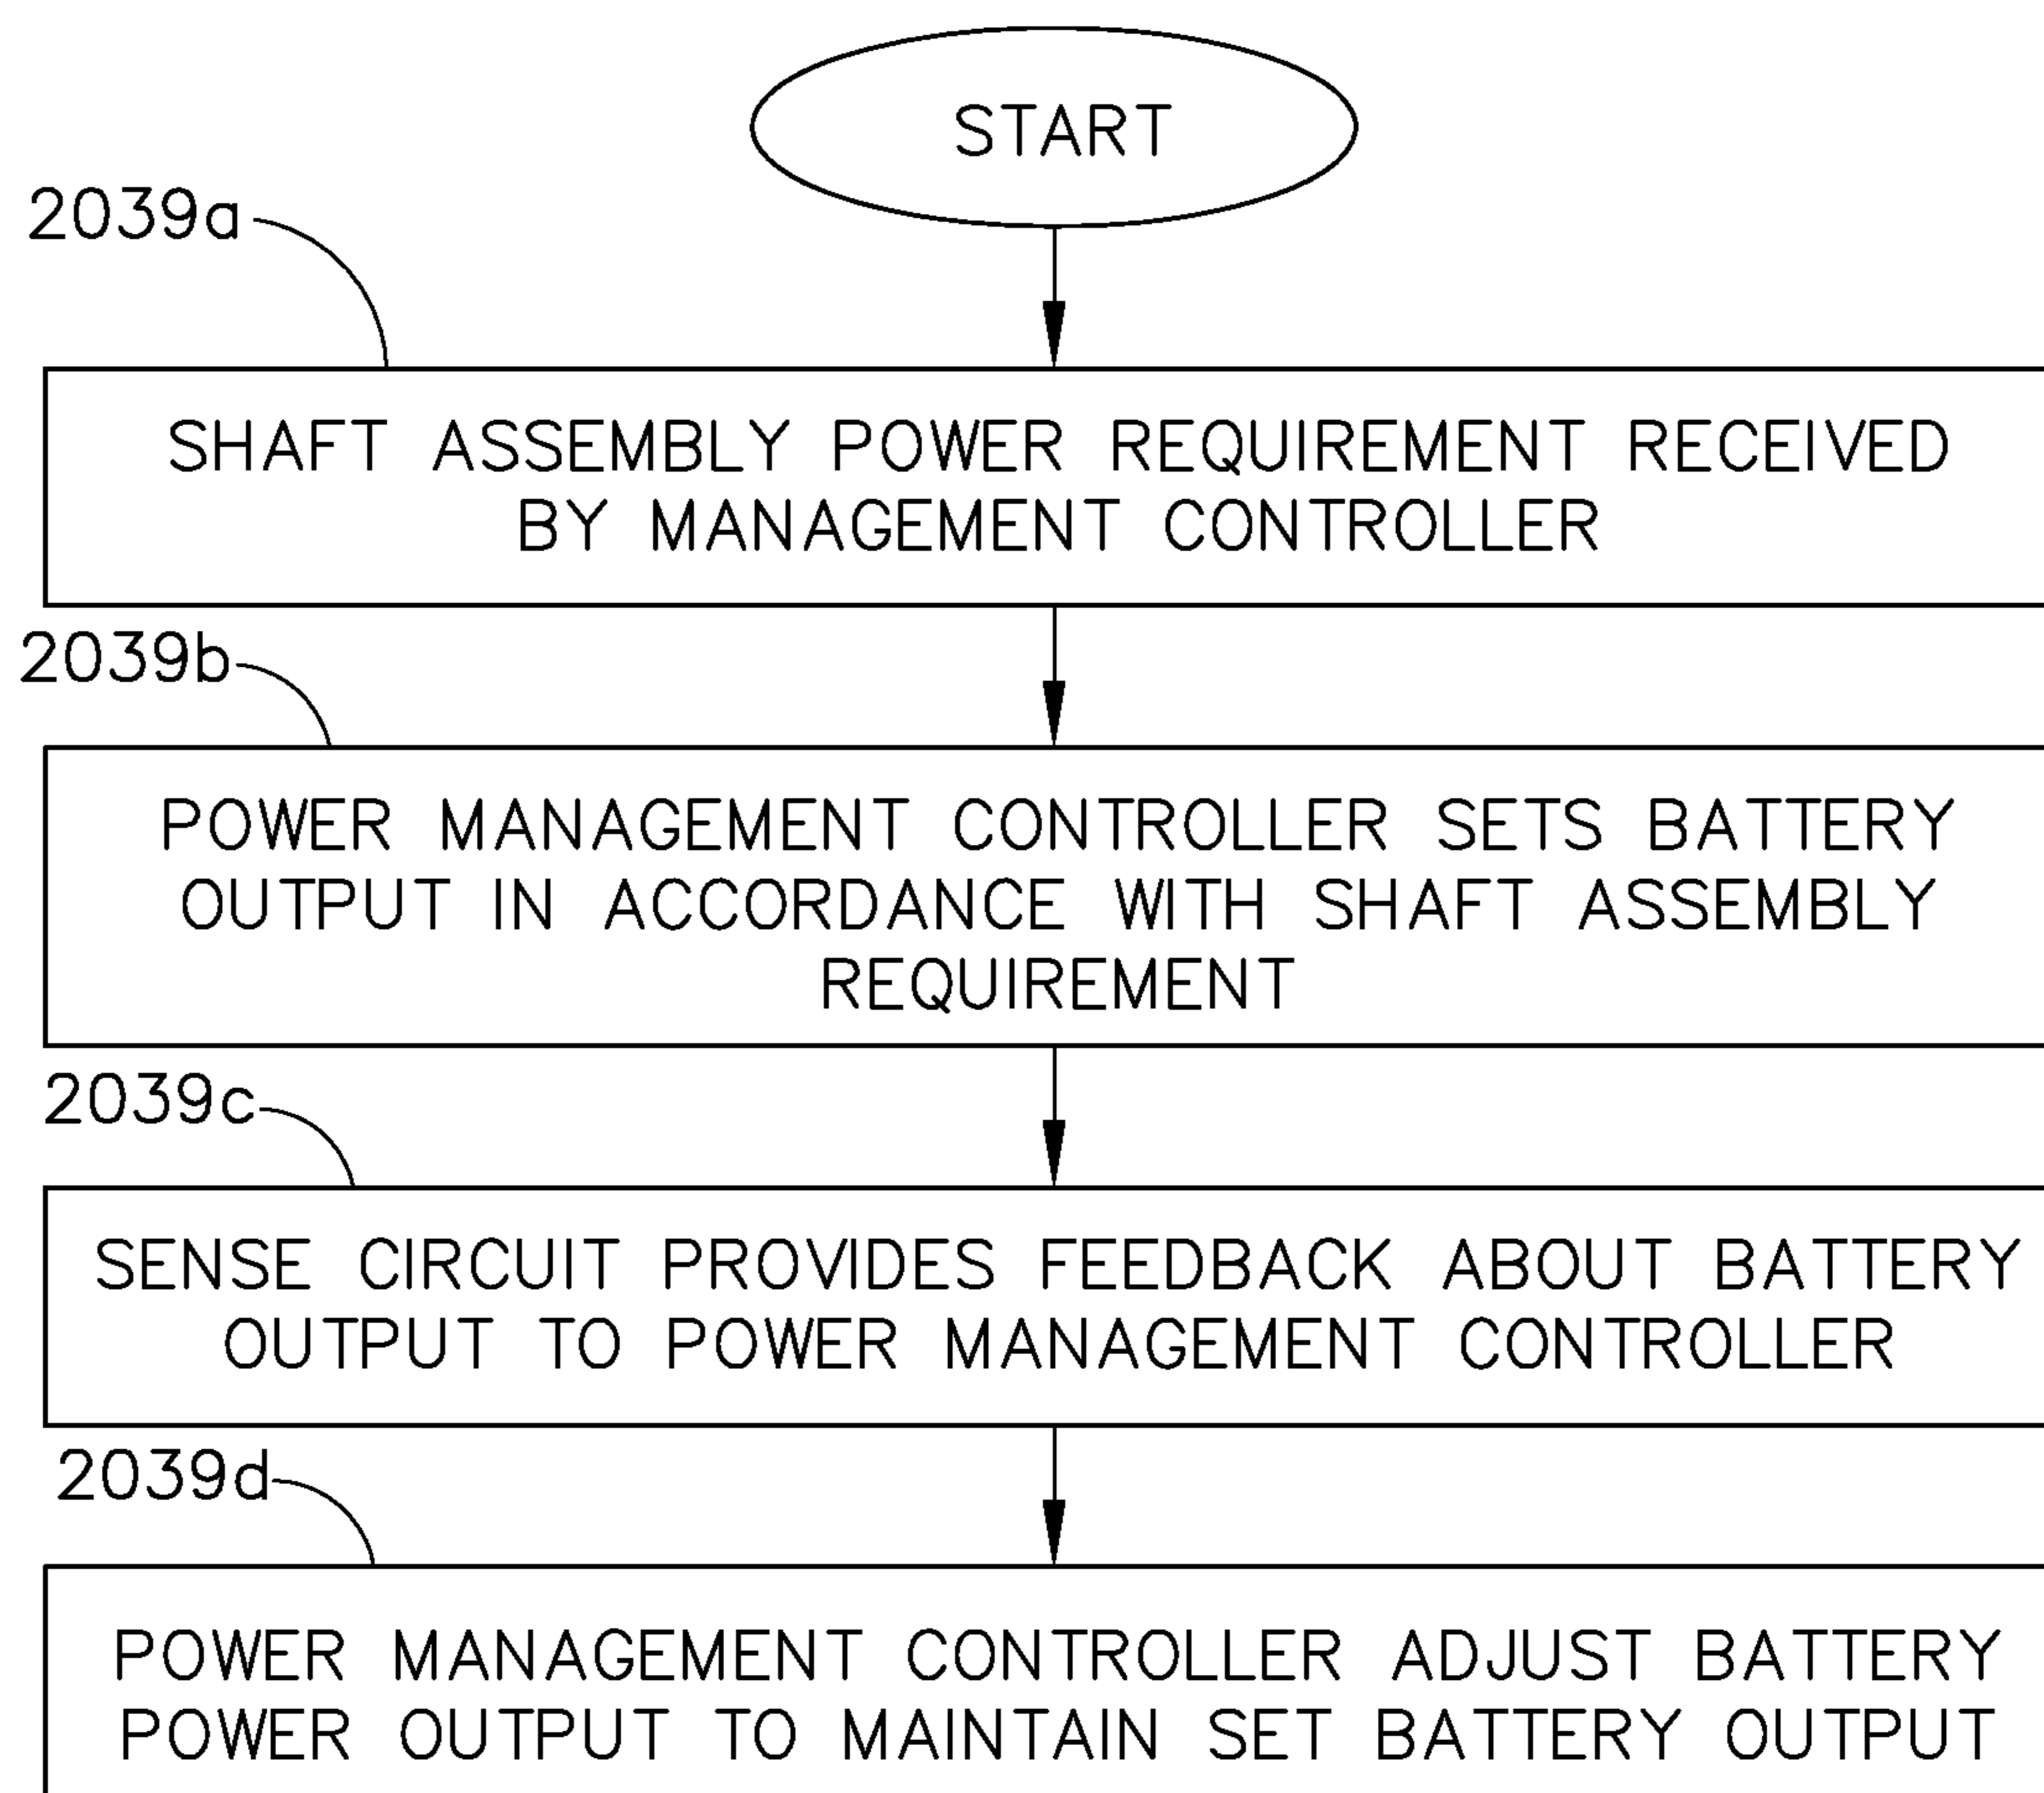 START
2039a
SHAFT ASSEMBLY POWER REQUIREMENT RECEIVED
BY MANAGEMENT CONTROLLER
2039b
POWER MANAGEMENT CONTROLLER SETS BATTERY
OUTPUT IN ACCORDANCE WITH SHAFT ASSEMBLY
REQUIREMENT
2039c
SENSE CIRCUIT PROVIDES FEEDBACK ABOUT BATTERY
OUTPUT TO POWER MANAGEMENT CONTROLLER
2039d
POWER MANAGEMENT CONTROLLER ADJUST BATTERY
POWER OUTPUT TO MAINTAIN SET BATTERY OUTPUT